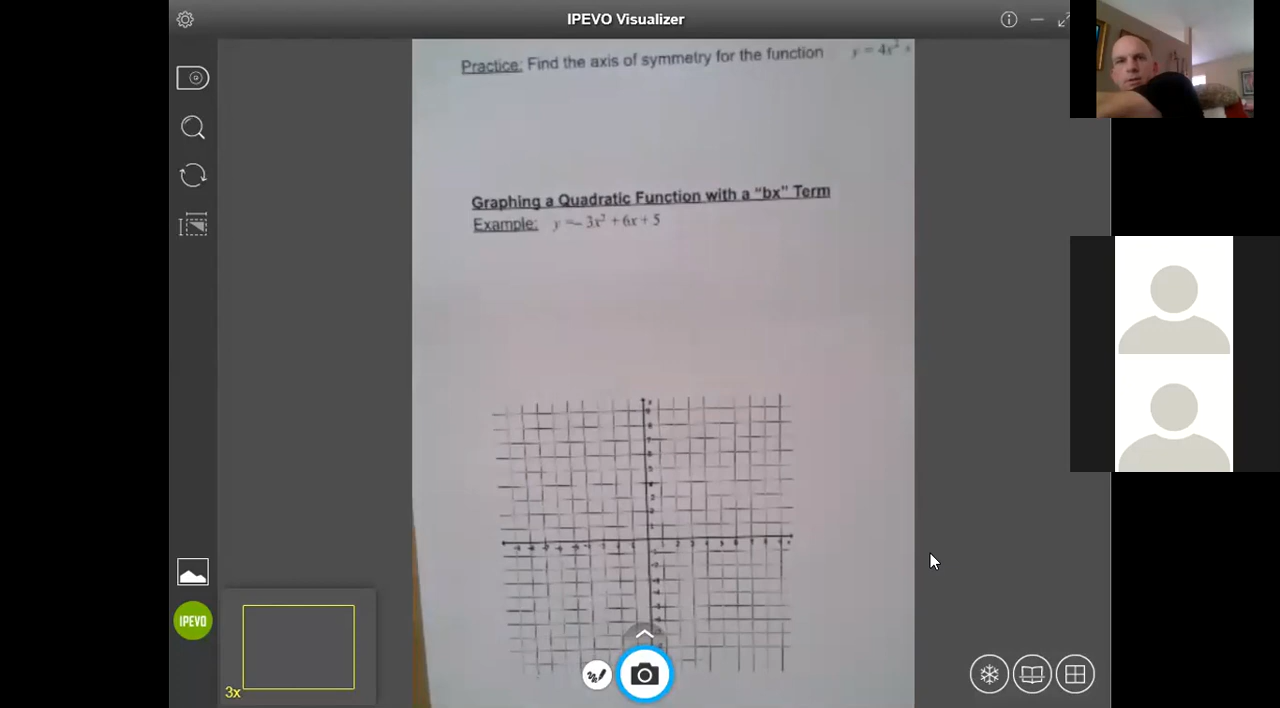 IPEVO Visualizer
Practice: Find the axis of symmetry for the function y = 4x²
Graphing a Quadratic Function with a “bx” Term
Example: y = - 3x² + 6x + 5
IPEVO
3x